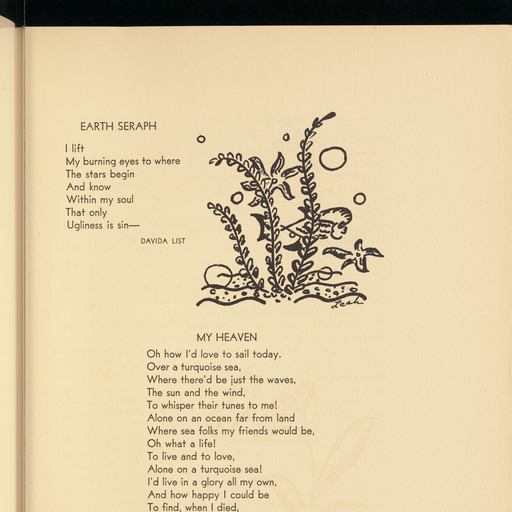 EARTH SERAPH
I lift
My burning eyes to where
The stars begin
And know
Within my soul
That only
Ugliness is sin—
DAVIDA LIST
MY HEAVEN
Oh how I'd love to sail today.
Over a turquoise sea,
Where there'd be just the waves,
The sun and the wind,
To whisper their tunes to me!
Alone on an ocean far from land
Where sea folks my friends would be,
Oh what a life!
To live and to love,
Alone on a turquoise sea!
I'd live in a glory all my own,
And how happy I could be
To find, when I died,